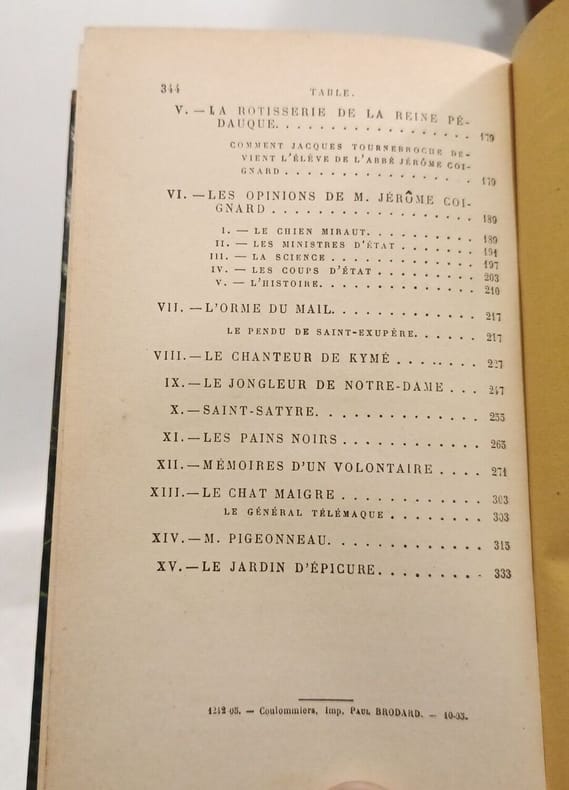 344 TABLE.
V. — LA ROTISSERIE DE LA REINE PÉ-
DAUQUE. . . . . . . . . . . . . . . . . . 179
COMMENT JACQUES TOURNEBROCHE DE-
VIENT L'ÉLÈVE DE L'ABBÉ JÉRÔME COI-
GNARD . . . . . . . . . . . . . . . . 179
VI. — LES OPINIONS DE M. JÉRÔME COI-
GNARD . . . . . . . . . . . . . . . . . . 189
I. — LE CHIEN MIRAUT. . . . . . . . . . 189
II. — LES MINISTRES D'ÉTAT . . . . . . . 191
III. — LA SCIENCE . . . . . . . . . . . . 197
IV. — LES COUPS D'ÉTAT . . . . . . . . . 203
V. — L'HISTOIRE. . . . . . . . . . . . . 210
VII. — L'ORME DU MAIL. . . . . . . . . . . . . 217
LE PENDU DE SAINT-EXUPÈRE. . . . . . 217
VIII. — LE CHANTEUR DE KYMÉ . . . . . . . . 227
IX. — LE JONGLEUR DE NOTRE-DAME . . . 247
X. — SAINT-SATYRE. . . . . . . . . . . . . . 255
XI. — LES PAINS NOIRS . . . . . . . . . . . . 263
XII. — MÉMOIRES D'UN VOLONTAIRE . . . . 271
XIII. — LE CHAT MAIGRE . . . . . . . . . . . . 303
LE GÉNÉRAL TÉLÉMAQUE . . . . . . . . 303
XIV. — M. PIGEONNEAU. . . . . . . . . . . . . 315
XV. — LE JARDIN D'ÉPICURE. . . . . . . . . 333
1212-05. — Coulommiers. Imp. PAUL BRODARD. — 10-05.